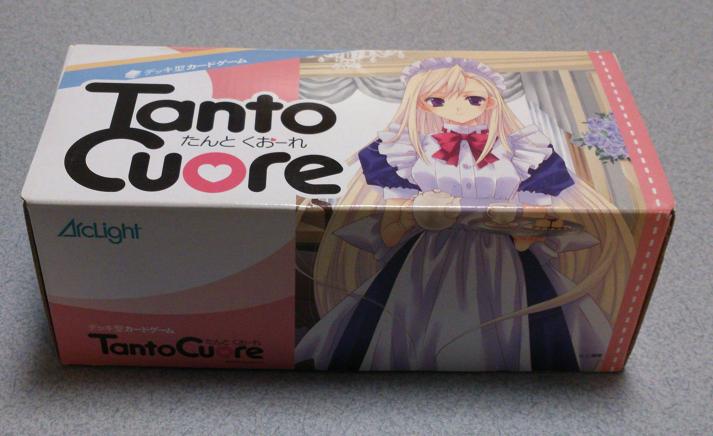 デッキ型カードゲーム
Tanto
たんと くおーれ
Cuore
ArcLight
デッキ型カードゲーム
たんと くおーれ
TantoCuore